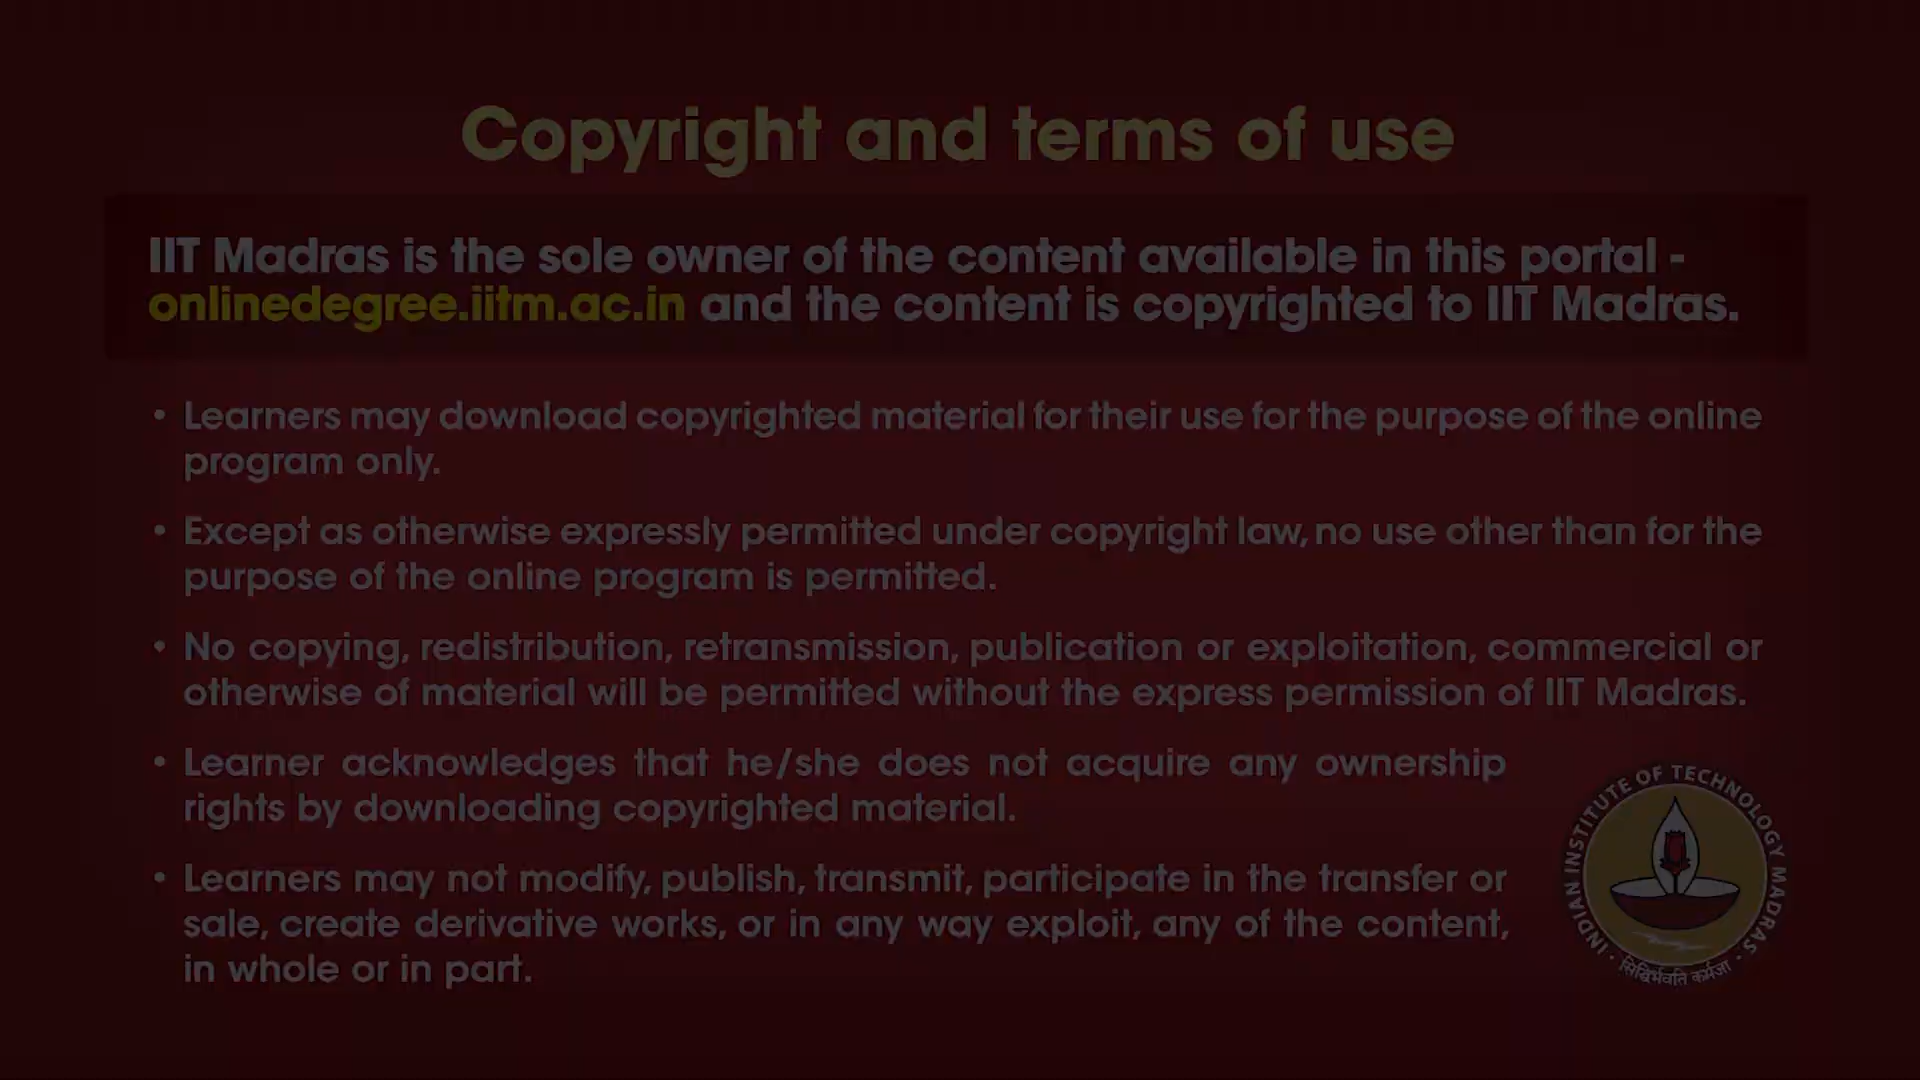 Copyright and terms of use
IIT Madras is the sole owner of the content available in this portal -
onlinedegree.iitm.ac.in and the content is copyrighted to IIT Madras.
• Learners may download copyrighted material for their use for the purpose of the online
program only.
• Except as otherwise expressly permitted under copyright law, no use other than for the
purpose of the online program is permitted.
• No copying, redistribution, retransmission, publication or exploitation, commercial or
otherwise of material will be permitted without the express permission of IIT Madras.
• Learner acknowledges that he/she does not acquire any ownership
rights by downloading copyrighted material.
• Learners may not modify, publish, transmit, participate in the transfer or
sale, create derivative works, or in any way exploit, any of the content,
in whole or in part.
INDIAN INSTITUTE OF TECHNOLOGY MADRAS
सिद्धिर्भवति कर्मजा